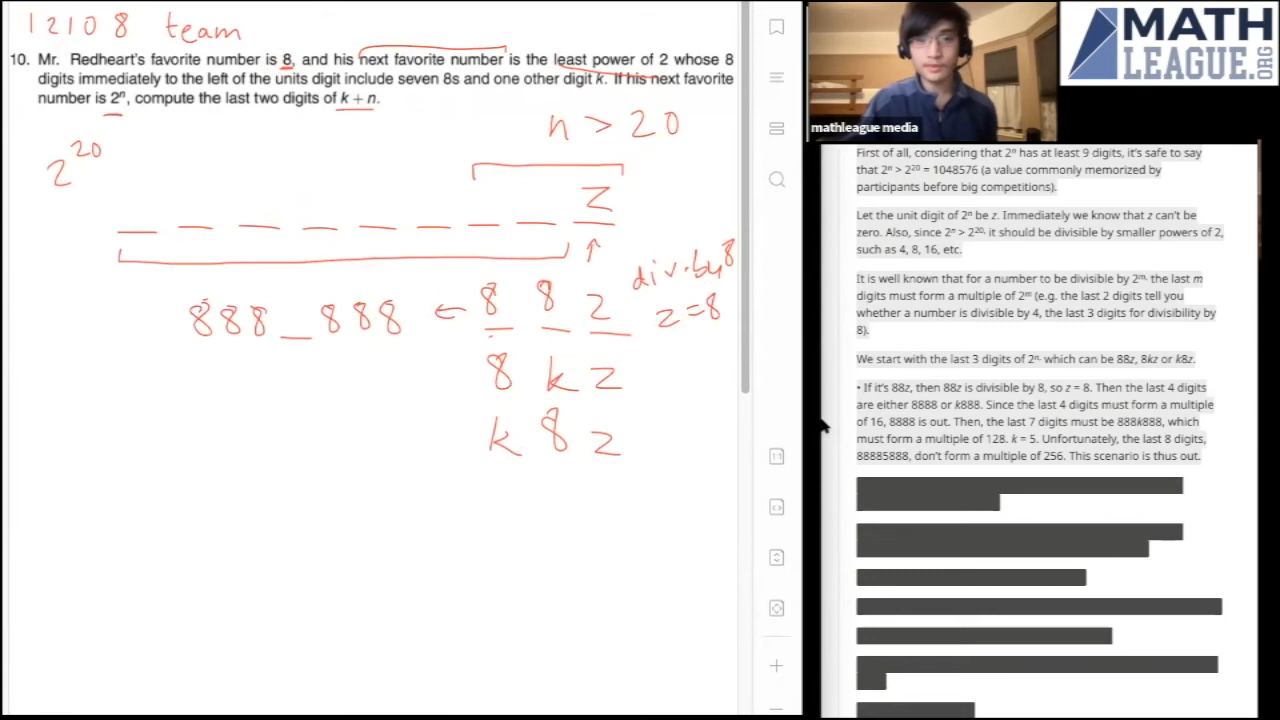 12108 team
10. Mr. Redheart's favorite number is 8, and his next favorite number is the least power of 2 whose 8
digits immediately to the left of the units digit include seven 8s and one other digit k. If his next favorite
number is 2ⁿ, compute the last two digits of k + n.
n > 20
2²⁰
z
div. by 8
888_888 ← 8 8 z z = 8
8 k z
k 8 z
MATH
LEAGUE.ORG
mathleague media
First of all, considering that 2ⁿ has at least 9 digits, it's safe to say
that 2ⁿ > 2²⁰ = 1048576 (a value commonly memorized by
participants before big competitions).
Let the unit digit of 2ⁿ be z. Immediately we know that z can't be
zero. Also, since 2ⁿ > 2²⁰, it should be divisible by smaller powers of 2,
such as 4, 8, 16, etc.
It is well known that for a number to be divisible by 2ᵐ, the last m
digits must form a multiple of 2ᵐ (e.g. the last 2 digits tell you
whether a number is divisible by 4, the last 3 digits for divisibility by
8).
We start with the last 3 digits of 2ⁿ, which can be 88z, 8kz or k8z.
• If it's 88z, then 88z is divisible by 8, so z = 8. Then the last 4 digits
are either 8888 or k888. Since the last 4 digits must form a multiple
of 16, 8888 is out. Then, the last 7 digits must be 888k888, which
must form a multiple of 128. k = 5. Unfortunately, the last 8 digits,
88885888, don't form a multiple of 256. This scenario is thus out.